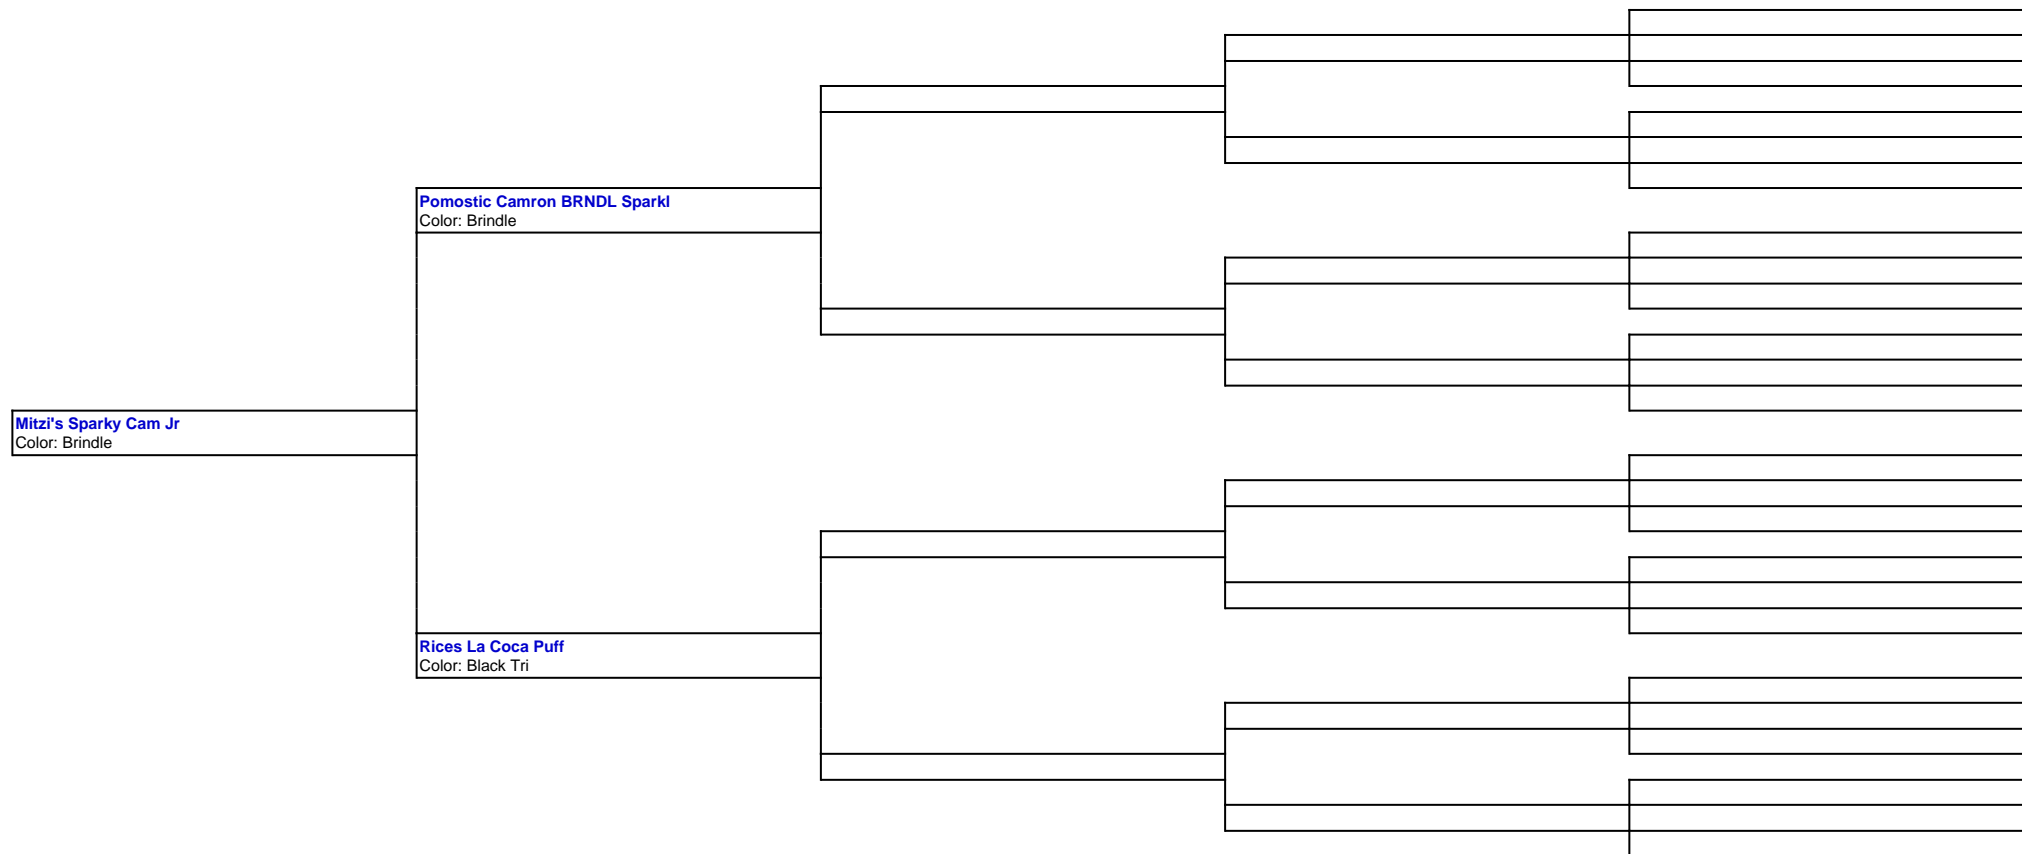 Pomostic Camron BRNDL Sparkl
Color: Brindle
Mitzi's Sparky Cam Jr
Color: Brindle
Rices La Coca Puff
Color: Black Tri